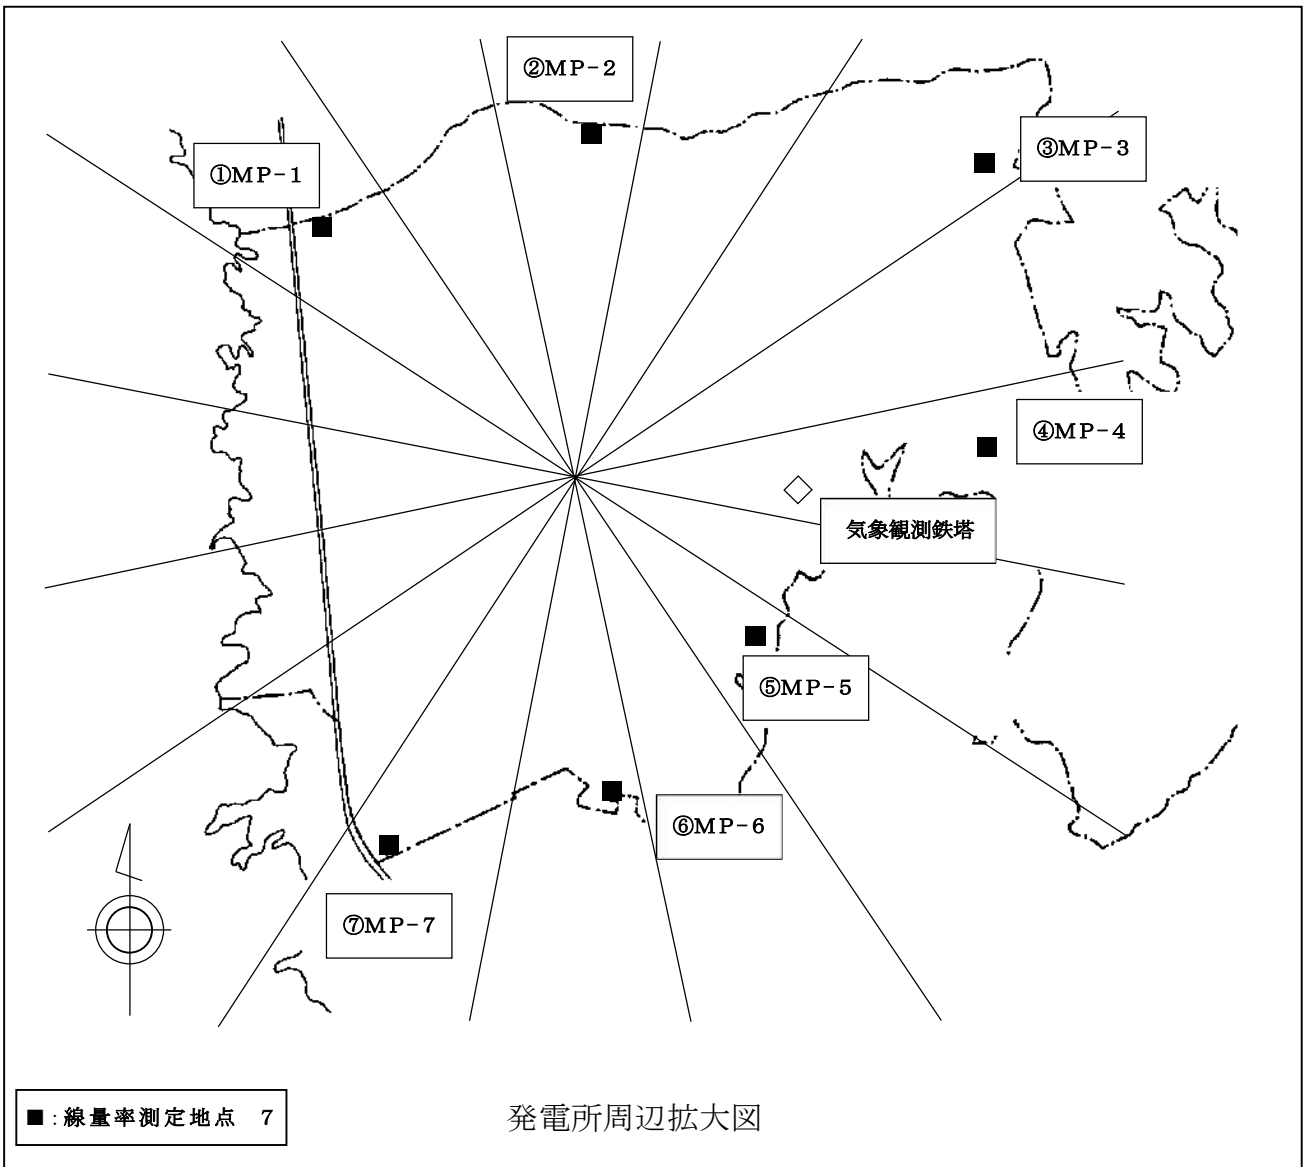 ②MP-2
③MP-3
①MP-1
④MP-4
気象観測鉄塔
⑤MP-5
⑥MP-6
⑦MP-7
■:線量率測定地点 7
発電所周辺拡大図